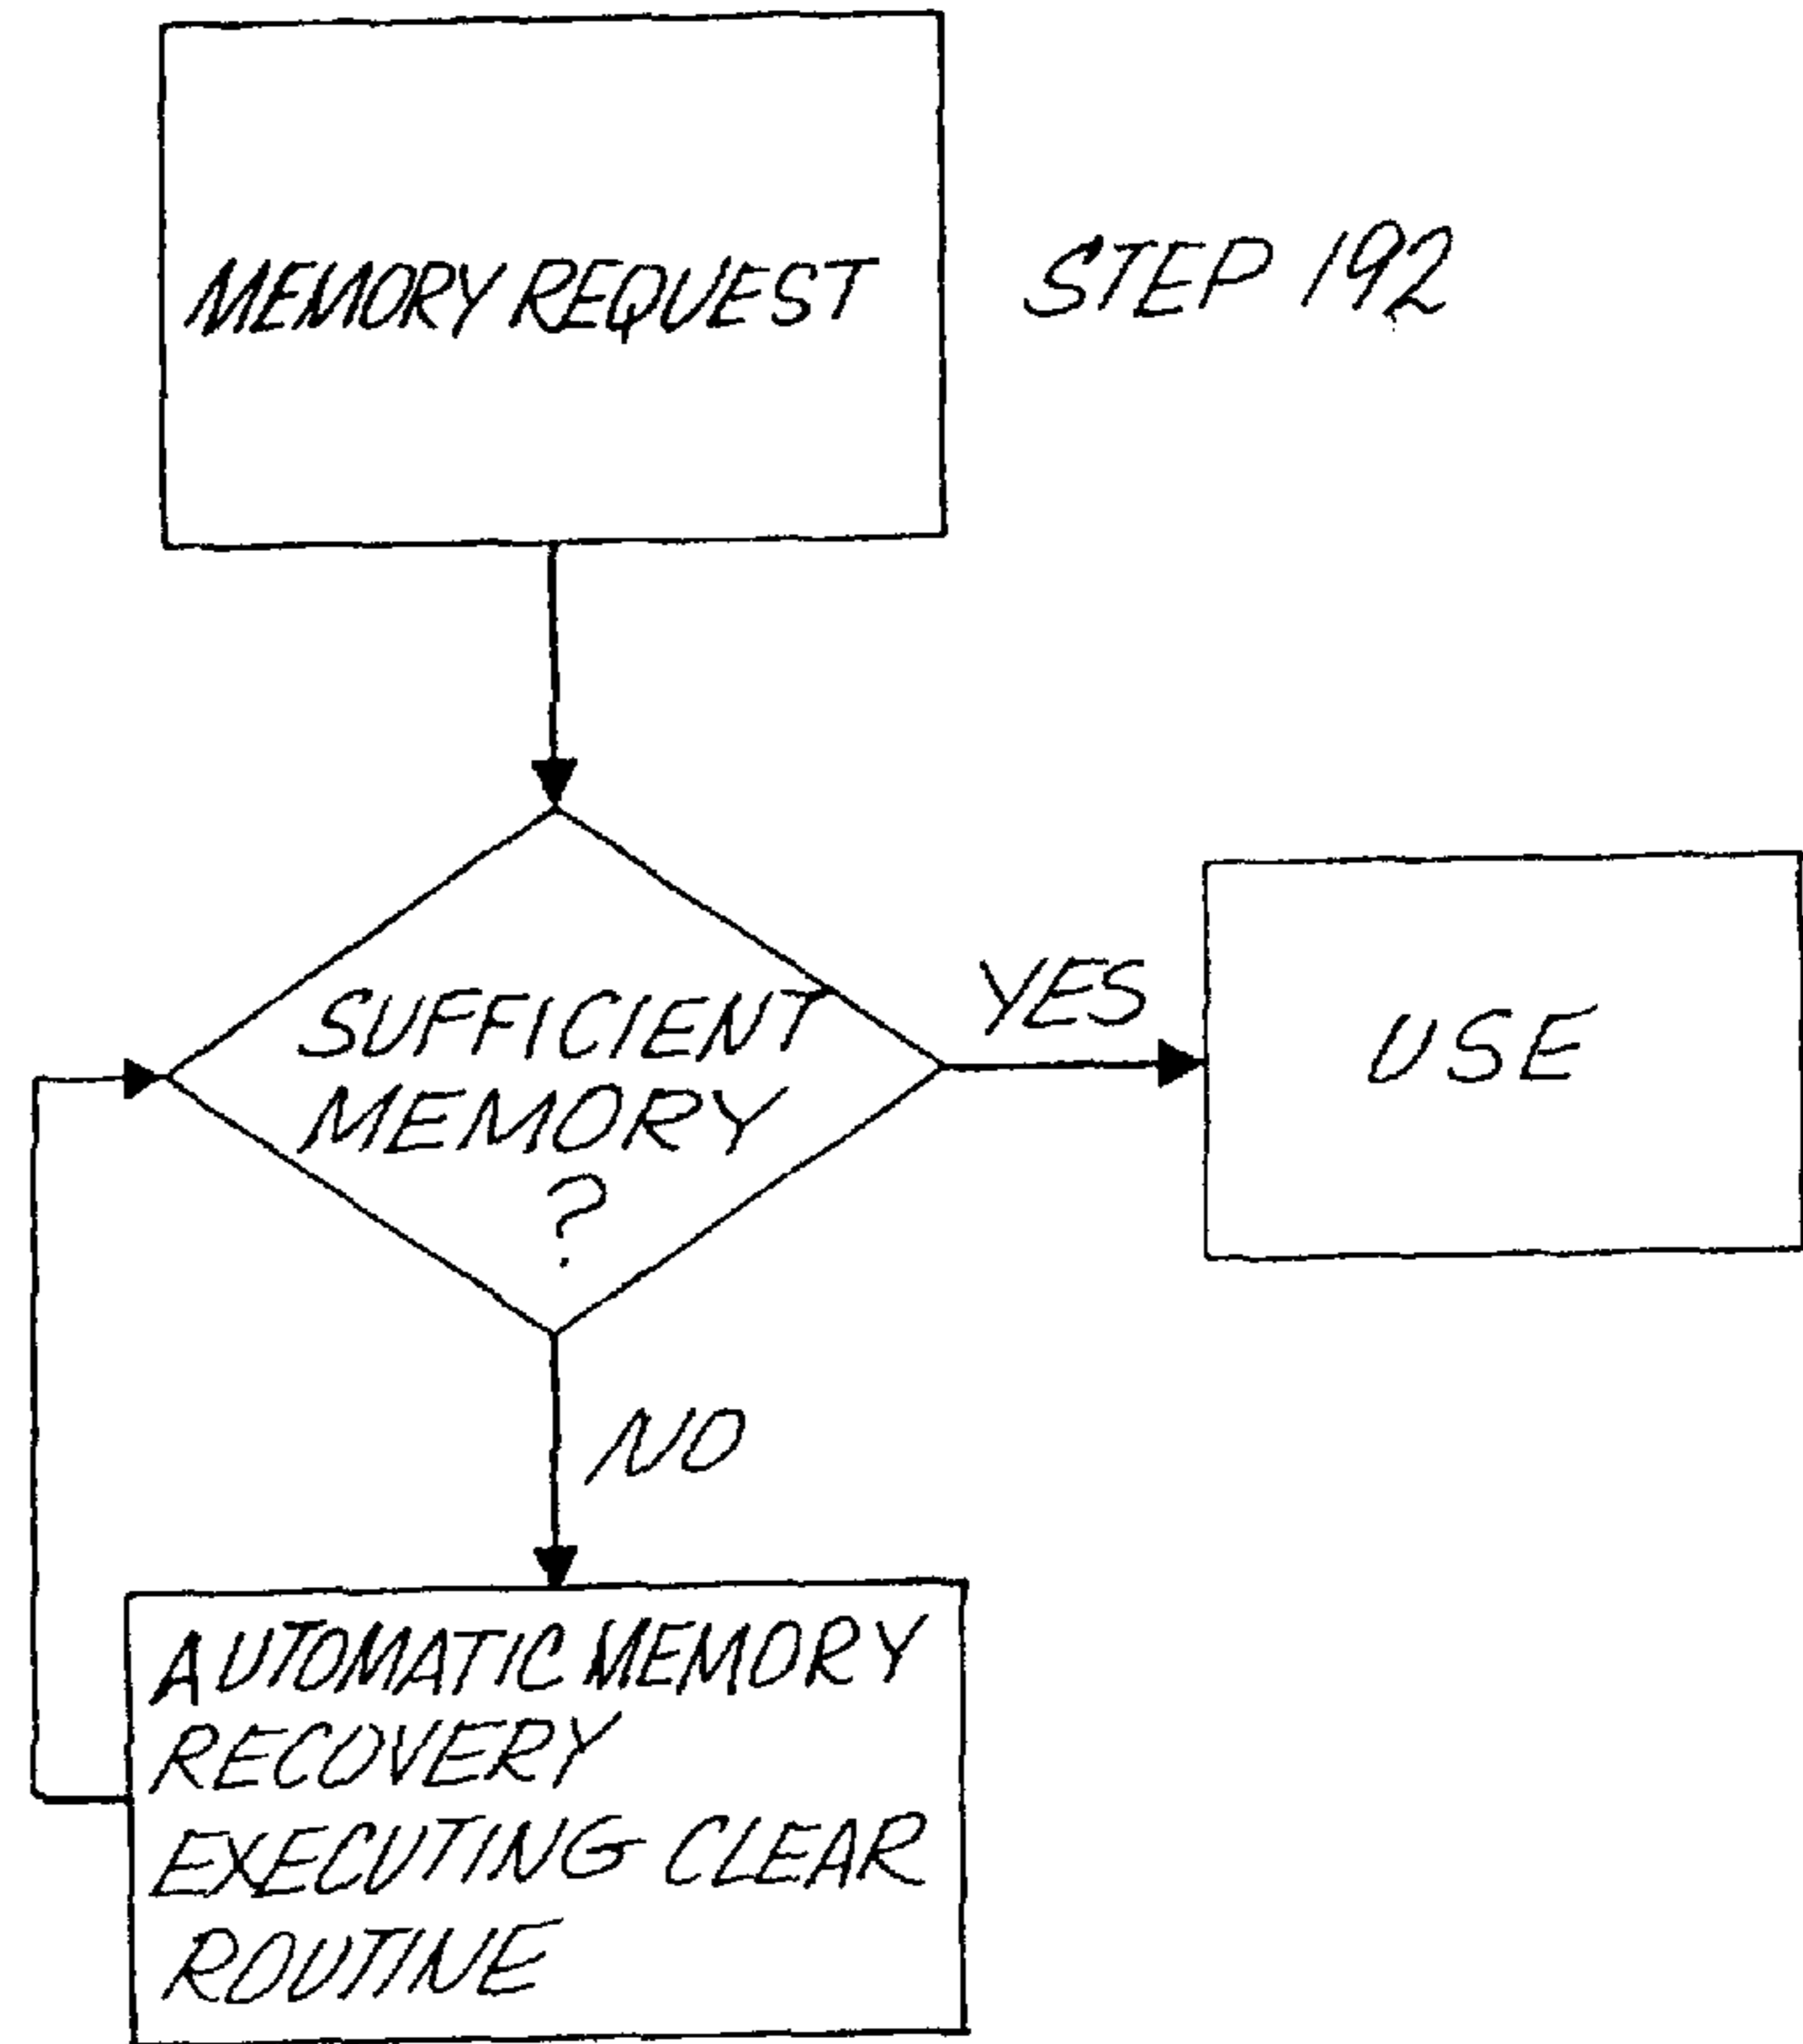 MEMORY REQUEST
STEP 192
SUFFICIENT
MEMORY
?
YES
USE
NO
AUTOMATIC MEMORY
RECOVERY
EXECUTING CLEAR
ROUTINE